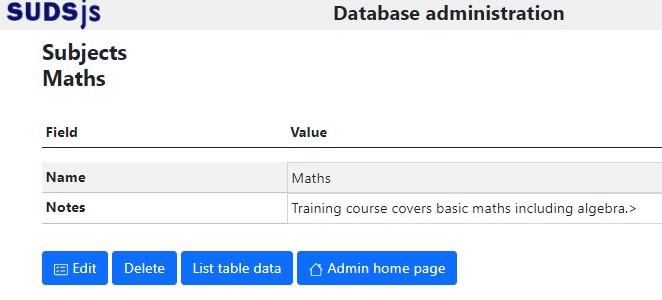 SUDSjs Database administration
Subjects
Maths
Field Value
Name Maths
Notes Training course covers basic maths including algebra.>
Edit Delete List table data Admin home page